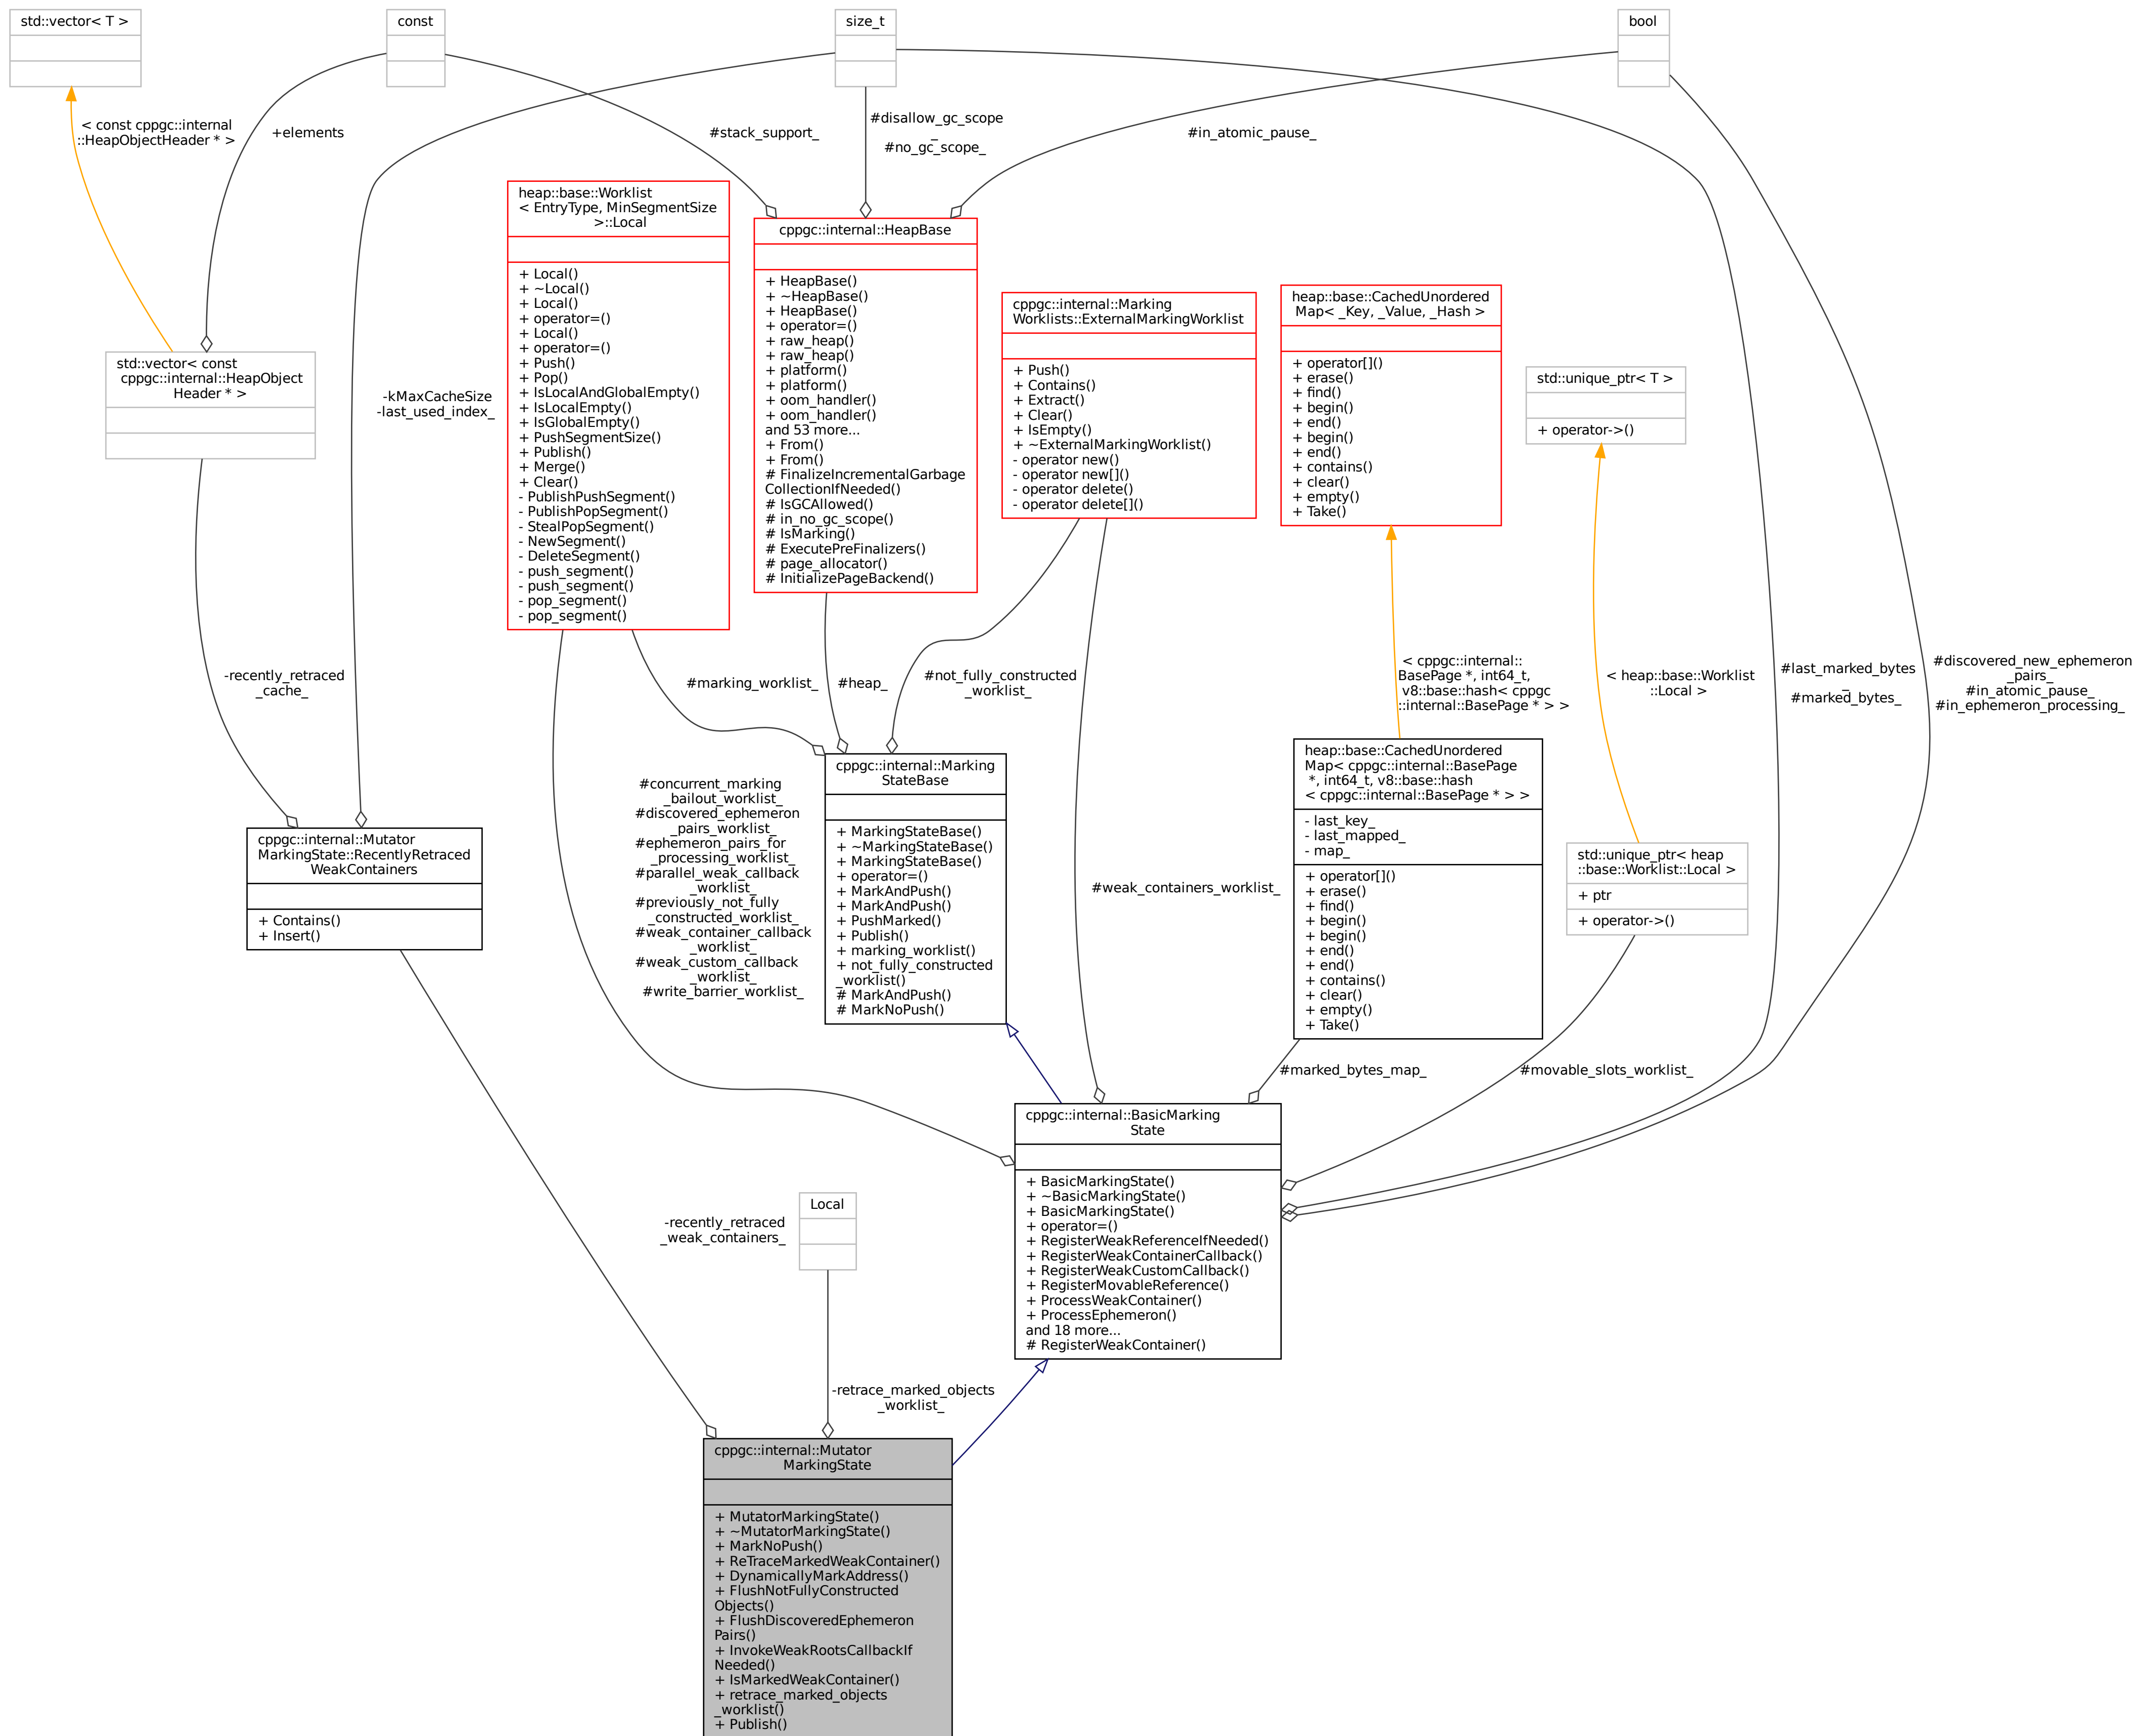 std::vector< T >
const
size_t
bool
< const cppgc::internal
::HeapObjectHeader * >
+elements
#stack_support_
#disallow_gc_scope
_
#no_gc_scope_
#in_atomic_pause_
heap::base::Worklist
< EntryType, MinSegmentSize
>::Local
+ Local()
+ ~Local()
+ Local()
+ operator=()
+ Local()
+ operator=()
+ Push()
+ Pop()
+ IsLocalAndGlobalEmpty()
+ IsLocalEmpty()
+ IsGlobalEmpty()
+ PushSegmentSize()
+ Publish()
+ Merge()
+ Clear()
- PublishPushSegment()
- PublishPopSegment()
- StealPopSegment()
- NewSegment()
- DeleteSegment()
- push_segment()
- push_segment()
- pop_segment()
- pop_segment()
cppgc::internal::HeapBase
+ HeapBase()
+ ~HeapBase()
+ HeapBase()
+ operator=()
+ raw_heap()
+ raw_heap()
+ platform()
+ platform()
+ oom_handler()
+ oom_handler()
and 53 more...
+ From()
+ From()
# FinalizeIncrementalGarbage
CollectionIfNeeded()
# IsGCAllowed()
# in_no_gc_scope()
# IsMarking()
# ExecutePreFinalizers()
# page_allocator()
# InitializePageBackend()
cppgc::internal::Marking
Worklists::ExternalMarkingWorklist
+ Push()
+ Contains()
+ Extract()
+ Clear()
+ IsEmpty()
+ ~ExternalMarkingWorklist()
- operator new()
- operator new[]()
- operator delete()
- operator delete[]()
heap::base::CachedUnordered
Map< _Key, _Value, _Hash >
+ operator[]()
+ erase()
+ find()
+ begin()
+ end()
+ begin()
+ end()
+ contains()
+ clear()
+ empty()
+ Take()
std::unique_ptr< T >
+ operator->()
std::vector< const
cppgc::internal::HeapObject
Header * >
-kMaxCacheSize
-last_used_index_
-recently_retraced
_cache_
#marking_worklist_
#heap_
#not_fully_constructed
_worklist_
< cppgc::internal::
BasePage *, int64_t,
v8::base::hash< cppgc
::internal::BasePage * > >
< heap::base::Worklist
::Local >
#last_marked_bytes
_
#marked_bytes_
#discovered_new_ephemeron
_pairs_
#in_atomic_pause_
#in_ephemeron_processing_
cppgc::internal::Mutator
MarkingState::RecentlyRetraced
WeakContainers
+ Contains()
+ Insert()
#concurrent_marking
_bailout_worklist_
#discovered_ephemeron
_pairs_worklist_
#ephemeron_pairs_for
_processing_worklist_
#parallel_weak_callback
_worklist_
#previously_not_fully
_constructed_worklist_
#weak_container_callback
_worklist_
#weak_custom_callback
_worklist_
#write_barrier_worklist_
cppgc::internal::Marking
StateBase
+ MarkingStateBase()
+ ~MarkingStateBase()
+ MarkingStateBase()
+ operator=()
+ MarkAndPush()
+ MarkAndPush()
+ PushMarked()
+ Publish()
+ marking_worklist()
+ not_fully_constructed
_worklist()
# MarkAndPush()
# MarkNoPush()
#weak_containers_worklist_
heap::base::CachedUnordered
Map< cppgc::internal::BasePage
*, int64_t, v8::base::hash
< cppgc::internal::BasePage * > >
- last_key_
- last_mapped_
- map_
+ operator[]()
+ erase()
+ find()
+ begin()
+ begin()
+ end()
+ end()
+ contains()
+ clear()
+ empty()
+ Take()
std::unique_ptr< heap
::base::Worklist::Local >
+ ptr
+ operator->()
#marked_bytes_map_
#movable_slots_worklist_
cppgc::internal::BasicMarking
State
+ BasicMarkingState()
+ ~BasicMarkingState()
+ BasicMarkingState()
+ operator=()
+ RegisterWeakReferenceIfNeeded()
+ RegisterWeakContainerCallback()
+ RegisterWeakCustomCallback()
+ RegisterMovableReference()
+ ProcessWeakContainer()
+ ProcessEphemeron()
and 18 more...
# RegisterWeakContainer()
-recently_retraced
_weak_containers_
Local
-retrace_marked_objects
_worklist_
cppgc::internal::Mutator
MarkingState
+ MutatorMarkingState()
+ ~MutatorMarkingState()
+ MarkNoPush()
+ ReTraceMarkedWeakContainer()
+ DynamicallyMarkAddress()
+ FlushNotFullyConstructed
Objects()
+ FlushDiscoveredEphemeron
Pairs()
+ InvokeWeakRootsCallbackIf
Needed()
+ IsMarkedWeakContainer()
+ retrace_marked_objects
_worklist()
+ Publish()